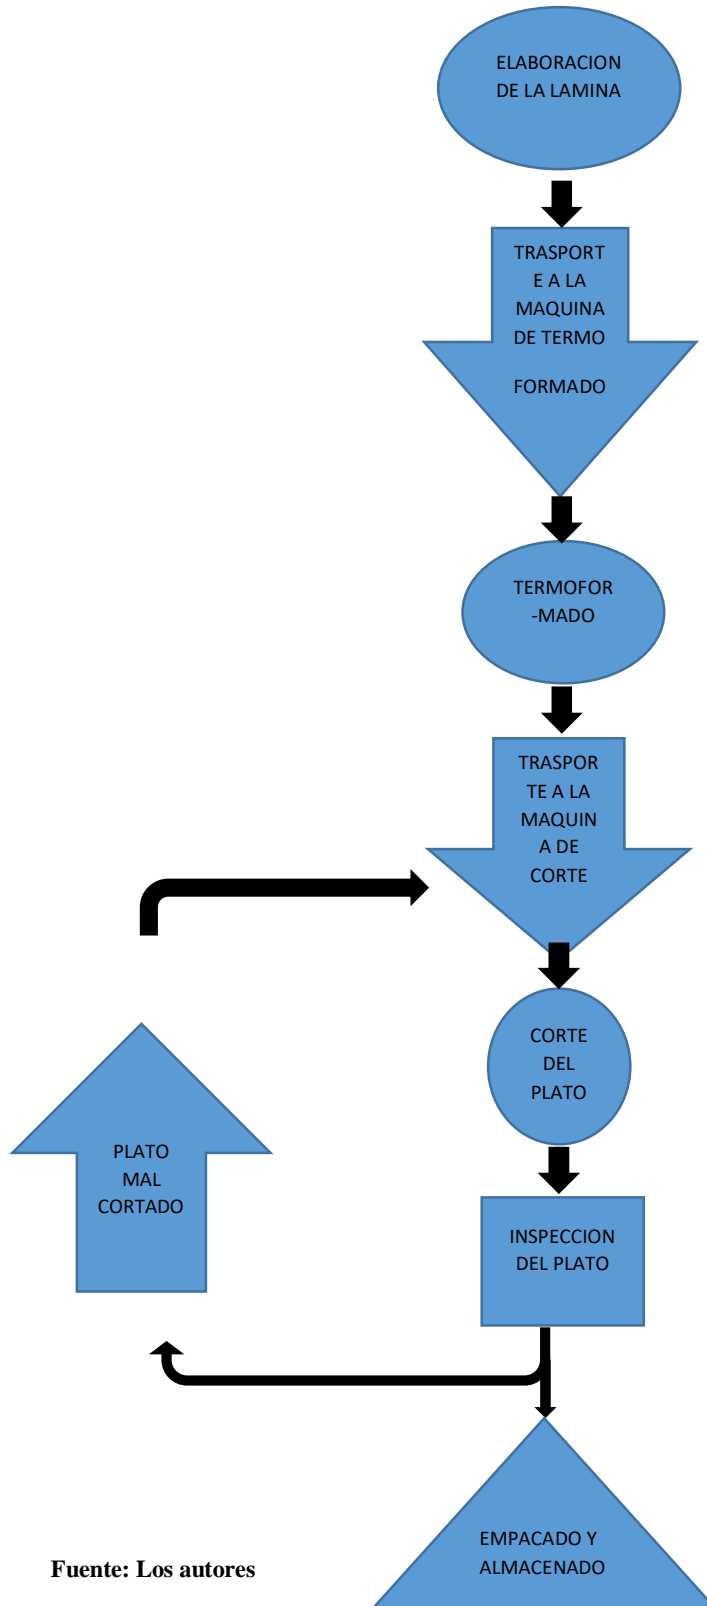 ELABORACION
DE LA LAMINA
TRASPORT
E A LA
MAQUINA
DE TERMO
FORMADO
TERMOFOR
-MADO
TRASPOR
TE A LA
MAQUIN
A DE
CORTE
CORTE
DEL
PLATO
PLATO
MAL
CORTADO
INSPECCION
DEL PLATO
EMPACADO Y
ALMACENADO
Fuente: Los autores